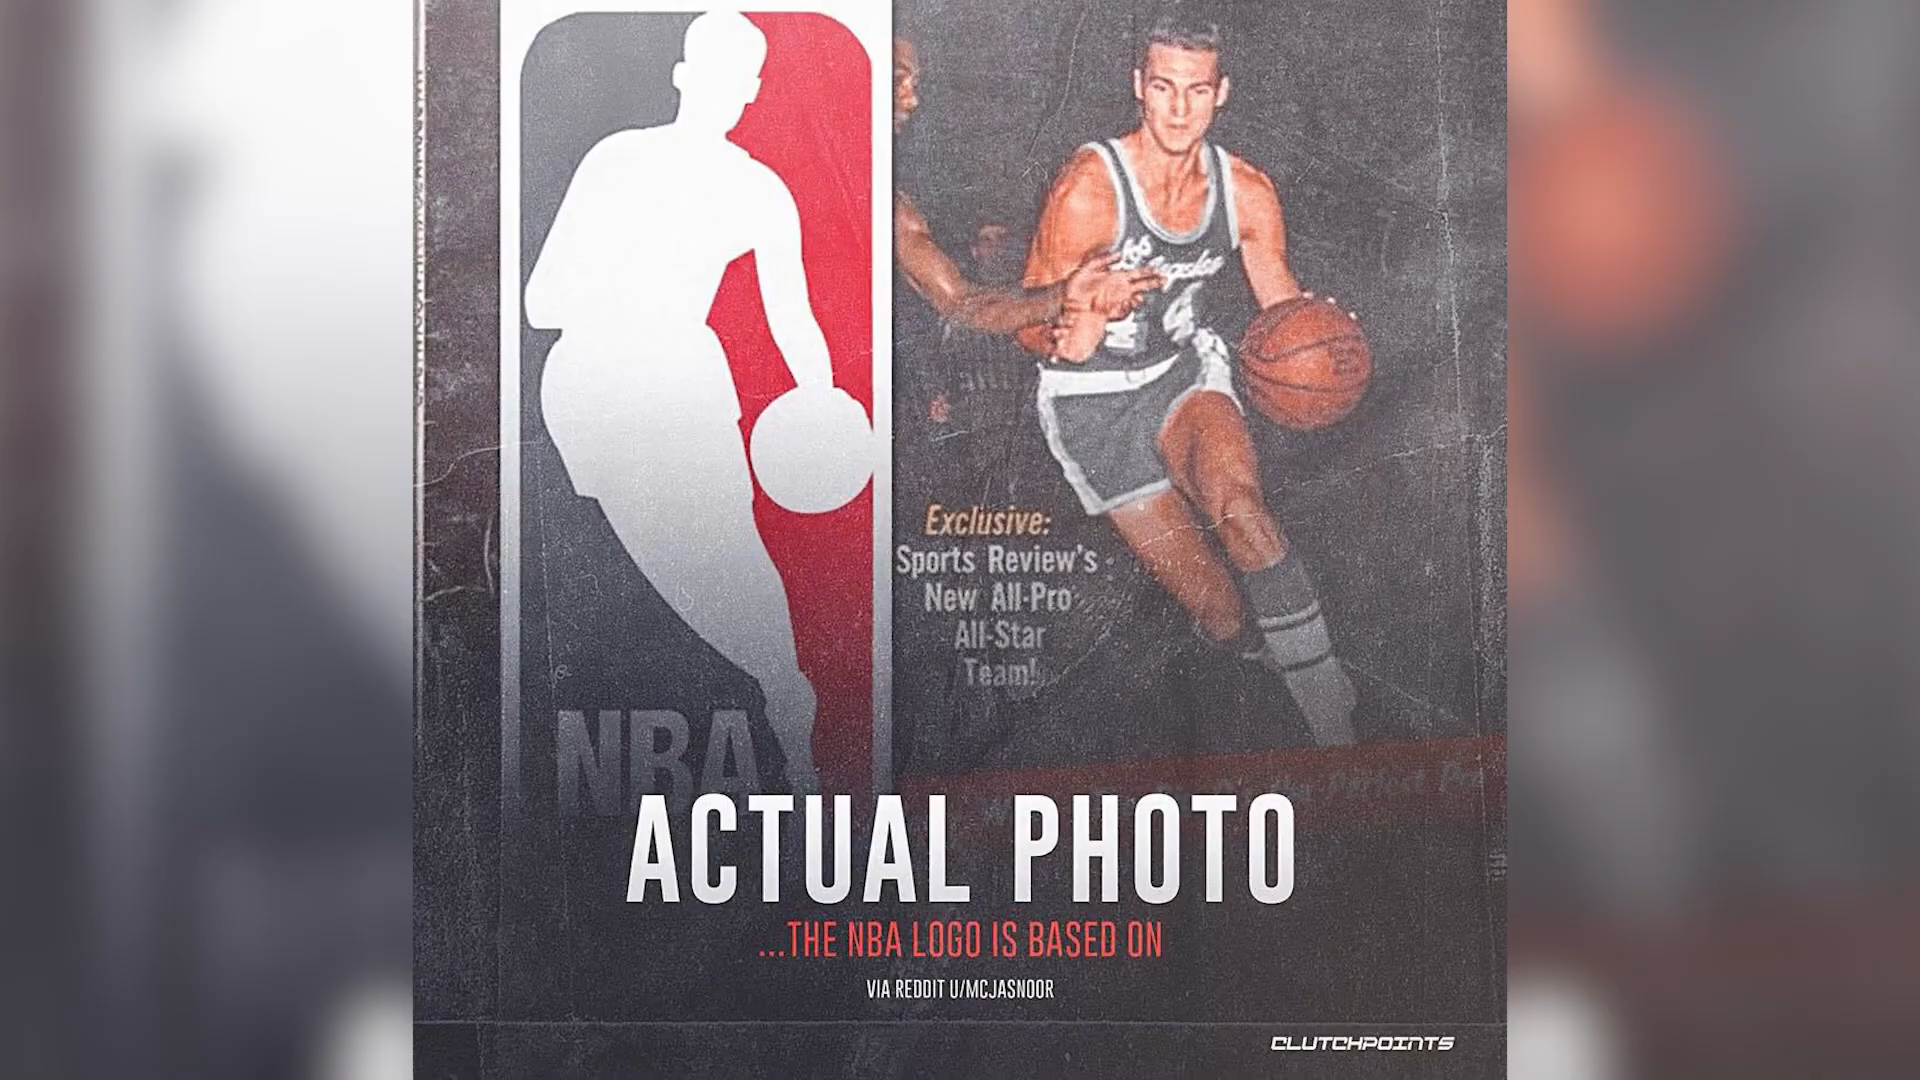 Exclusive:
Sports Review's
New All-Pro
All-Star
Team!
NBA
ACTUAL PHOTO
...THE NBA LOGO IS BASED ON
VIA REDDIT U/MCJASNOOR
CLUTCHPOINTS